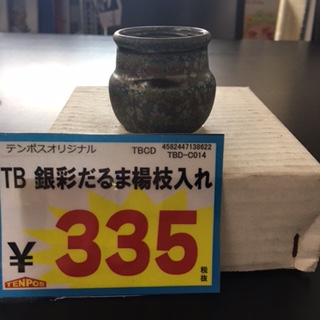 テンポスオリジナル TBCD 4582447138622
TBD-C014
TB 銀彩だるま楊枝入れ
¥ 335 税抜
TENPOS